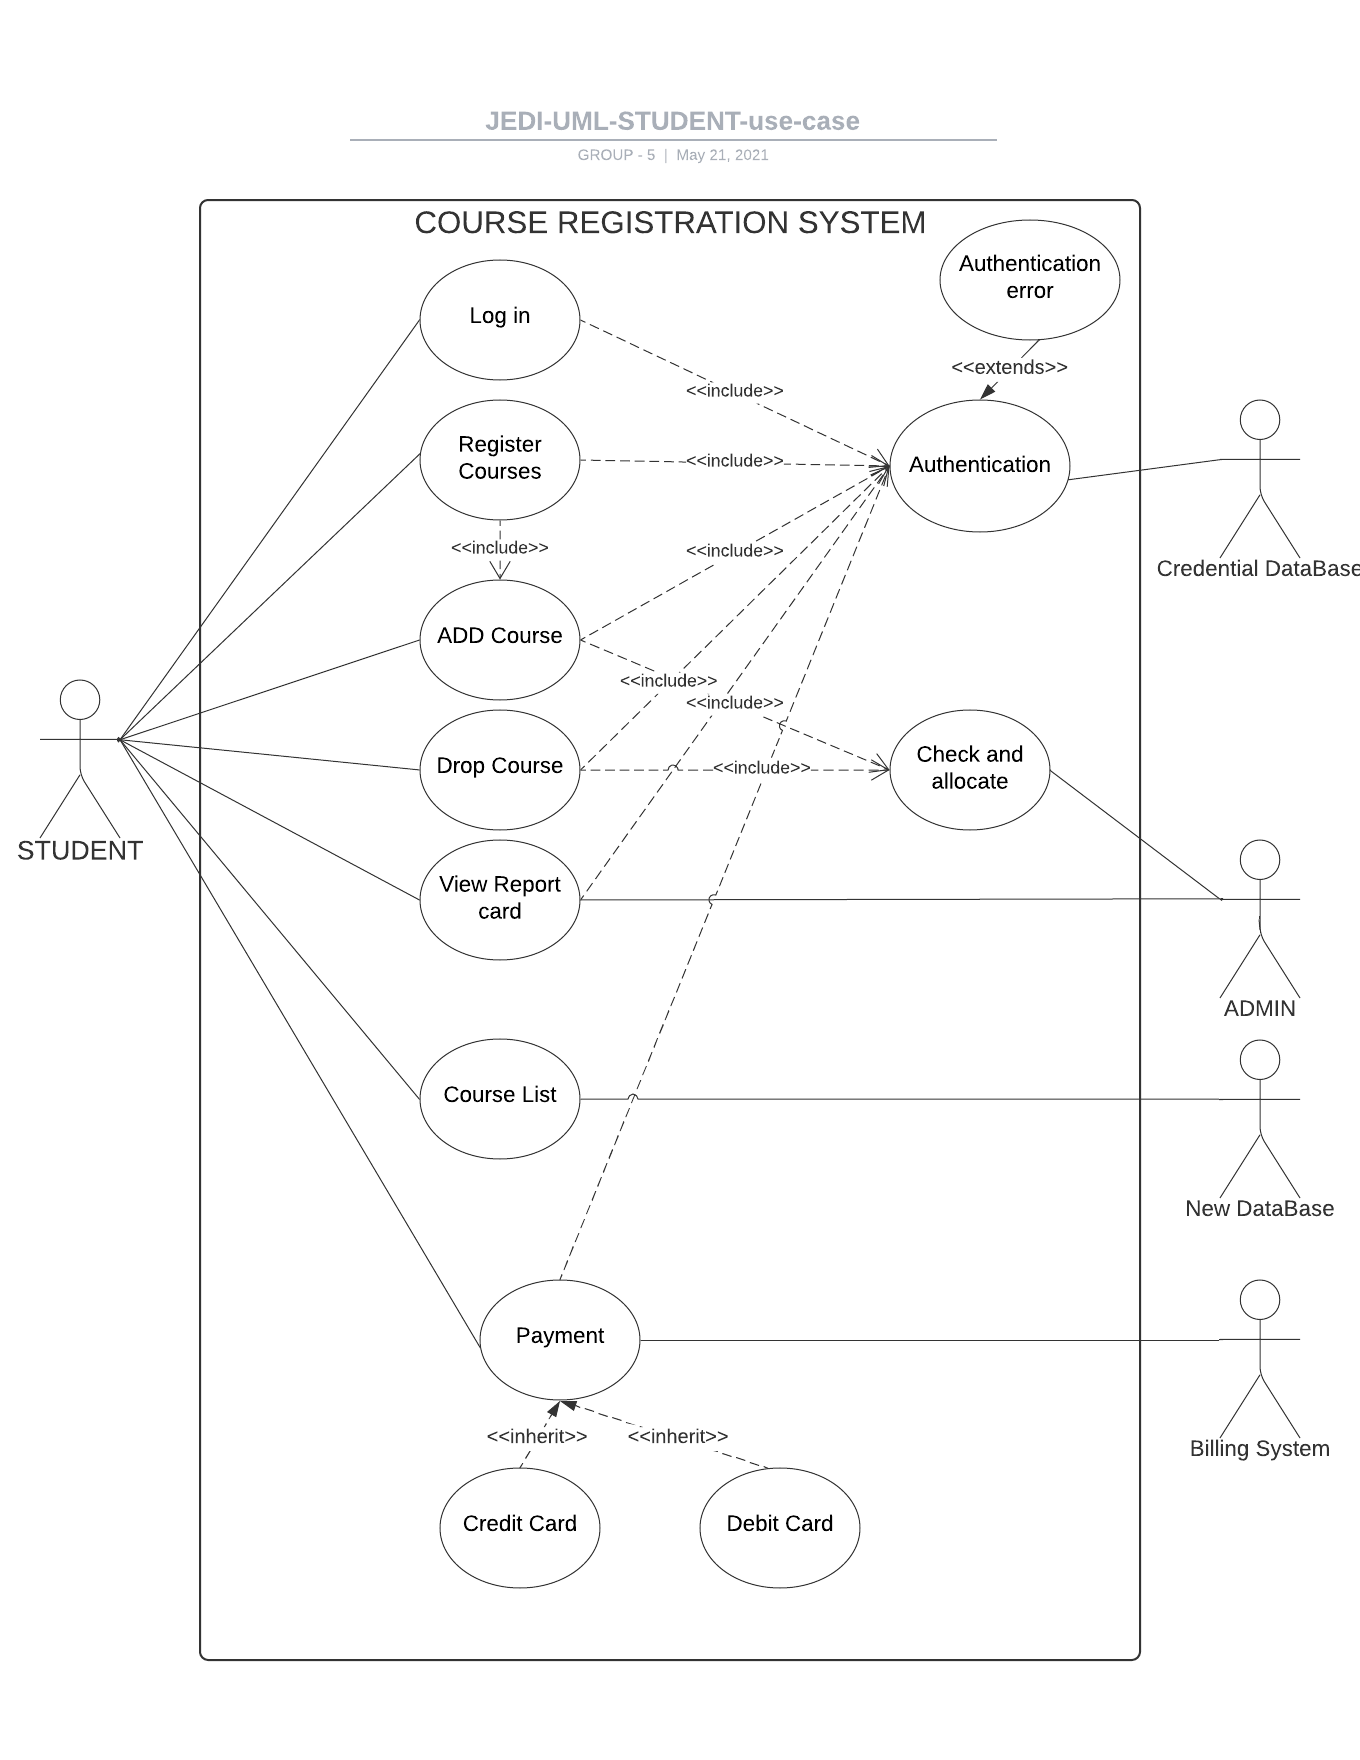 JEDI-UML-STUDENT-use-case
GROUP - 5 | May 21, 2021
COURSE REGISTRATION SYSTEM
Authentication
error
Log in
<<extends>>
<<include>>
Register
Courses
<<include>>
Authentication
<<include>>
<<include>>
Credential DataBase
ADD Course
<<include>>
<<include>>
Drop Course
<<include>>
Check and
allocate
STUDENT
View Report
card
ADMIN
Course List
New DataBase
Payment
<<inherit>>
<<inherit>>
Billing System
Credit Card
Debit Card